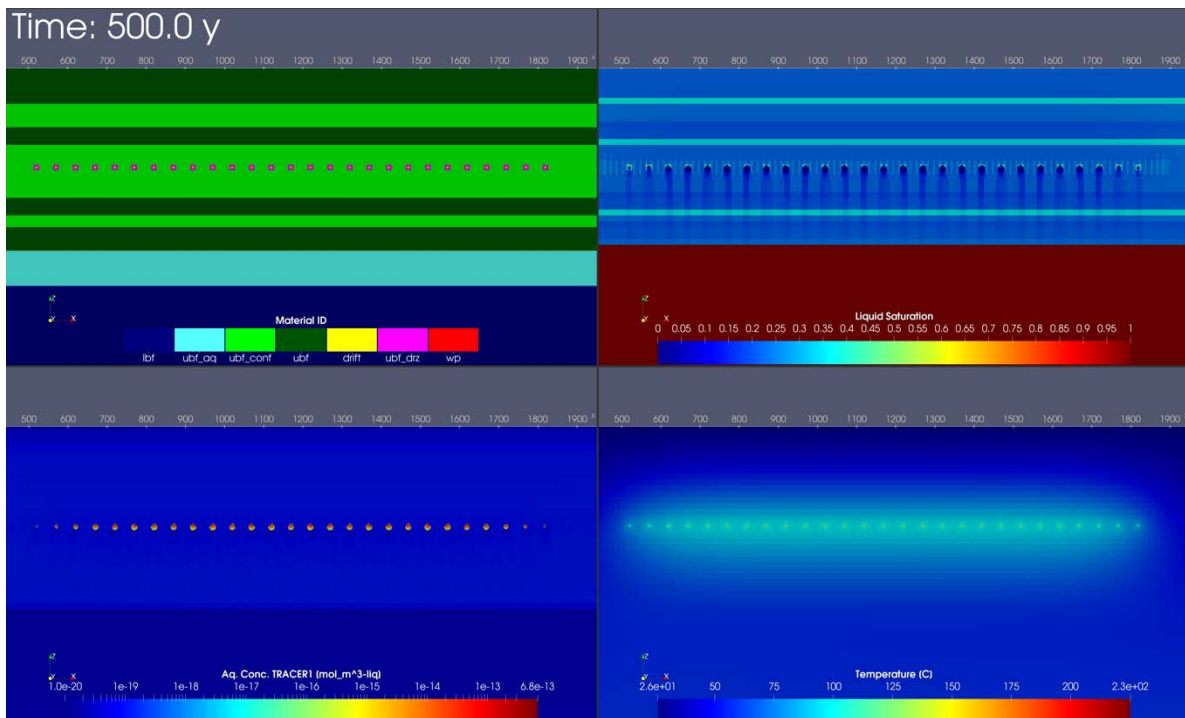 Time: 500.0 y
500 600 700 800 900 1000 1100 1200 1300 1400 1500 1600 1700 1800 1900 X
Z
Y X
Material ID
lbf ubf_aq ubf_conf ubf drift ubf_drz wp
500 600 700 800 900 1000 1100 1200 1300 1400 1500 1600 1700 1800 1900
Z
Y X
Liquid Saturation
0 0.05 0.1 0.15 0.2 0.25 0.3 0.35 0.4 0.45 0.5 0.55 0.6 0.65 0.7 0.75 0.8 0.85 0.9 0.95 1
500 600 700 800 900 1000 1100 1200 1300 1400 1500 1600 1700 1800 1900 X
Z
Y X
Aq. Conc. TRACER1 [mol_m^3-liq]
1.0e-20 1e-19 1e-18 1e-17 1e-16 1e-15 1e-14 1e-13 6.8e-13
500 600 700 800 900 1000 1100 1200 1300 1400 1500 1600 1700 1800 1900
Z
Y X
Temperature (C)
2.6e+01 50 75 100 125 150 175 200 2.3e+02